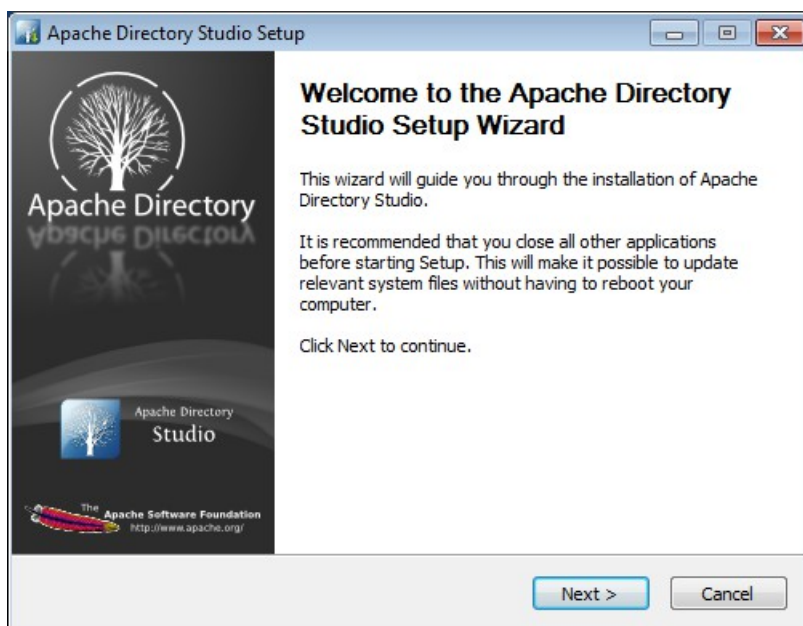 Apache Directory Studio Setup
Apache Directory
Apache Directory
Studio
The
Apache Software Foundation
http://www.apache.org/
Welcome to the Apache Directory
Studio Setup Wizard
This wizard will guide you through the installation of Apache
Directory Studio.
It is recommended that you close all other applications
before starting Setup. This will make it possible to update
relevant system files without having to reboot your
computer.
Click Next to continue.
Next >
Cancel